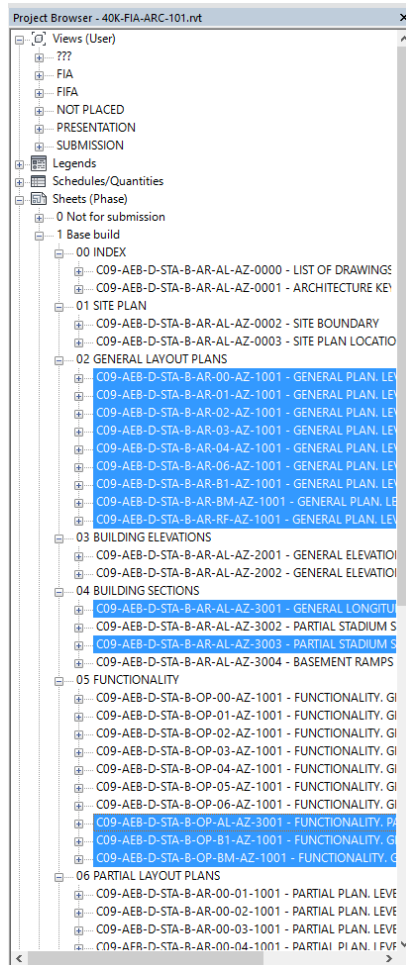 Project Browser - 40K-FIA-ARC-101.rvt
Views (User)
???
FIA
FIFA
NOT PLACED
PRESENTATION
SUBMISSION
Legends
Schedules/Quantities
Sheets (Phase)
0 Not for submission
1 Base build
00 INDEX
C09-AEB-D-STA-B-AR-AL-AZ-0000 - LIST OF DRAWINGS
C09-AEB-D-STA-B-AR-AL-AZ-0001 - ARCHITECTURE KEY
01 SITE PLAN
C09-AEB-D-STA-B-AR-AL-AZ-0002 - SITE BOUNDARY
C09-AEB-D-STA-B-AR-AL-AZ-0003 - SITE PLAN LOCATIO
02 GENERAL LAYOUT PLANS
C09-AEB-D-STA-B-AR-00-AZ-1001 - GENERAL PLAN. LEV
C09-AEB-D-STA-B-AR-01-AZ-1001 - GENERAL PLAN. LEV
C09-AEB-D-STA-B-AR-02-AZ-1001 - GENERAL PLAN. LEV
C09-AEB-D-STA-B-AR-03-AZ-1001 - GENERAL PLAN. LEV
C09-AEB-D-STA-B-AR-04-AZ-1001 - GENERAL PLAN. LEV
C09-AEB-D-STA-B-AR-06-AZ-1001 - GENERAL PLAN. LEV
C09-AEB-D-STA-B-AR-B1-AZ-1001 - GENERAL PLAN. LEV
C09-AEB-D-STA-B-AR-BM-AZ-1001 - GENERAL PLAN. LE
C09-AEB-D-STA-B-AR-RF-AZ-1001 - GENERAL PLAN. LE
03 BUILDING ELEVATIONS
C09-AEB-D-STA-B-AR-AL-AZ-2001 - GENERAL ELEVATIO
C09-AEB-D-STA-B-AR-AL-AZ-2002 - GENERAL ELEVATIO
04 BUILDING SECTIONS
C09-AEB-D-STA-B-AR-AL-AZ-3001 - GENERAL LONGITU
C09-AEB-D-STA-B-AR-AL-AZ-3002 - PARTIAL STADIUM S
C09-AEB-D-STA-B-AR-AL-AZ-3003 - PARTIAL STADIUM S
C09-AEB-D-STA-B-AR-AL-AZ-3004 - BASEMENT RAMPS
05 FUNCTIONALITY
C09-AEB-D-STA-B-OP-00-AZ-1001 - FUNCTIONALITY. GI
C09-AEB-D-STA-B-OP-01-AZ-1001 - FUNCTIONALITY. GI
C09-AEB-D-STA-B-OP-02-AZ-1001 - FUNCTIONALITY. GI
C09-AEB-D-STA-B-OP-03-AZ-1001 - FUNCTIONALITY. GI
C09-AEB-D-STA-B-OP-04-AZ-1001 - FUNCTIONALITY. GI
C09-AEB-D-STA-B-OP-05-AZ-1001 - FUNCTIONALITY. GI
C09-AEB-D-STA-B-OP-06-AZ-1001 - FUNCTIONALITY. GI
C09-AEB-D-STA-B-OP-AL-AZ-3001 - FUNCTIONALITY. PA
C09-AEB-D-STA-B-OP-B1-AZ-1001 - FUNCTIONALITY. GI
C09-AEB-D-STA-B-OP-BM-AZ-1001 - FUNCTIONALITY. G
06 PARTIAL LAYOUT PLANS
C09-AEB-D-STA-B-AR-00-01-1001 - PARTIAL PLAN. LEVE
C09-AEB-D-STA-B-AR-00-02-1001 - PARTIAL PLAN. LEVE
C09-AEB-D-STA-B-AR-00-03-1001 - PARTIAL PLAN. LEVE
C09-AEB-D-STA-B-AR-00-04-1001 - PARTIAL PLAN. LEVE